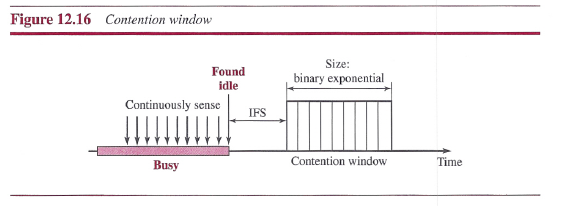 Figure 12.16 Contention window
Size:
binary exponential
Found
idle
Continuously sense
IFS
Busy
Contention window
Time